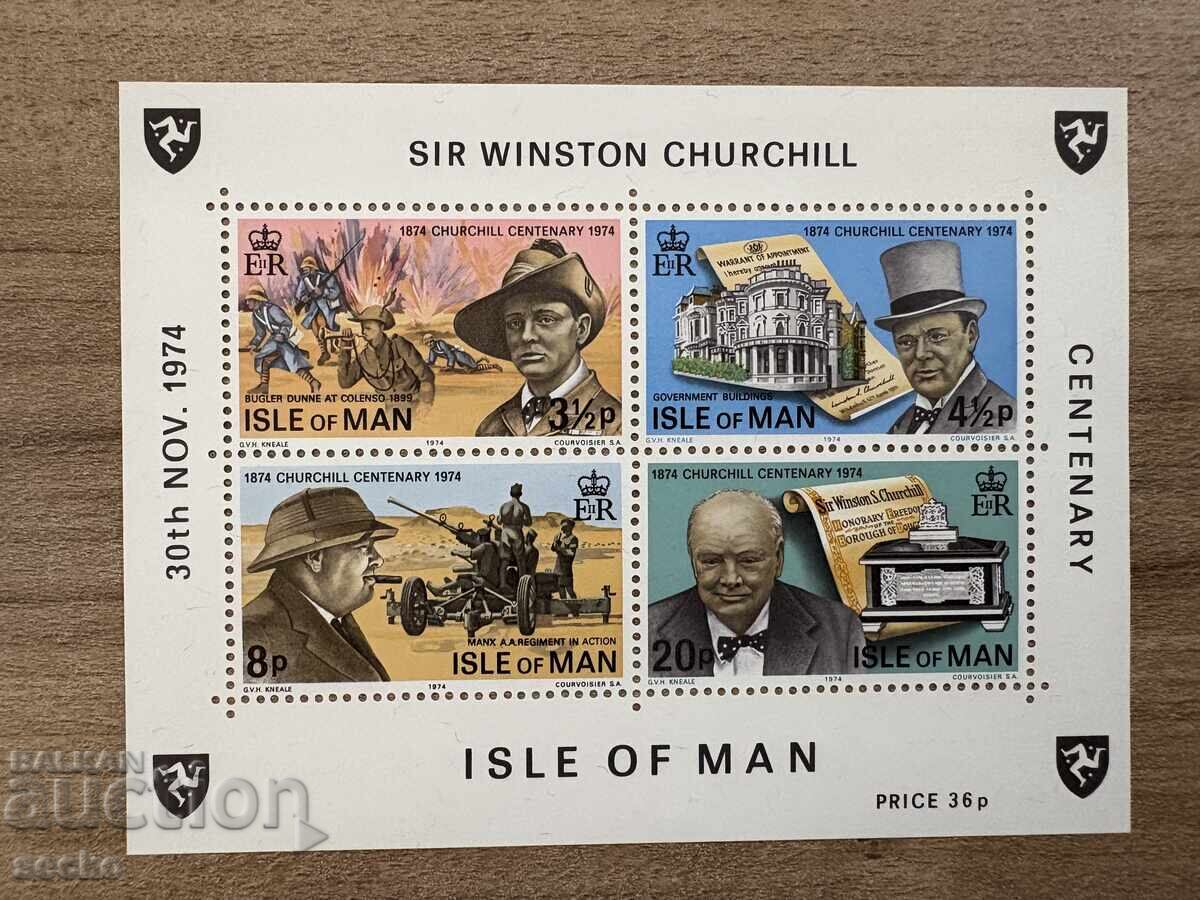 SIR WINSTON CHURCHILL
30th NOV. 1974
CENTENARY
1874 CHURCHILL CENTENARY 1974
EIIR
BUGLER DUNNE AT COLENSO 1899
ISLE OF MAN
3½p
G.V.H. KNEALE
1974
COURVOISIER S.A.
1874 CHURCHILL CENTENARY 1974
EIIR
WARRANT OF APPOINTMENT
I hereby
GOVERNMENT BUILDINGS
ISLE OF MAN
4½p
G.V.H. KNEALE
1974
COURVOISIER S.A.
1874 CHURCHILL CENTENARY 1974
EIIR
MANX A.A. REGIMENT IN ACTION
8p
ISLE OF MAN
G.V.H. KNEALE
1974
COURVOISIER S.A.
1874 CHURCHILL CENTENARY 1974
EIIR
Sir Winston S. Churchill
HONORARY FREEDOM
OF THE
BOROUGH OF
20p
ISLE OF MAN
G.V.H. KNEALE
1974
COURVOISIER S.A.
ISLE OF MAN
PRICE 36p
BALKAN
auction
secko